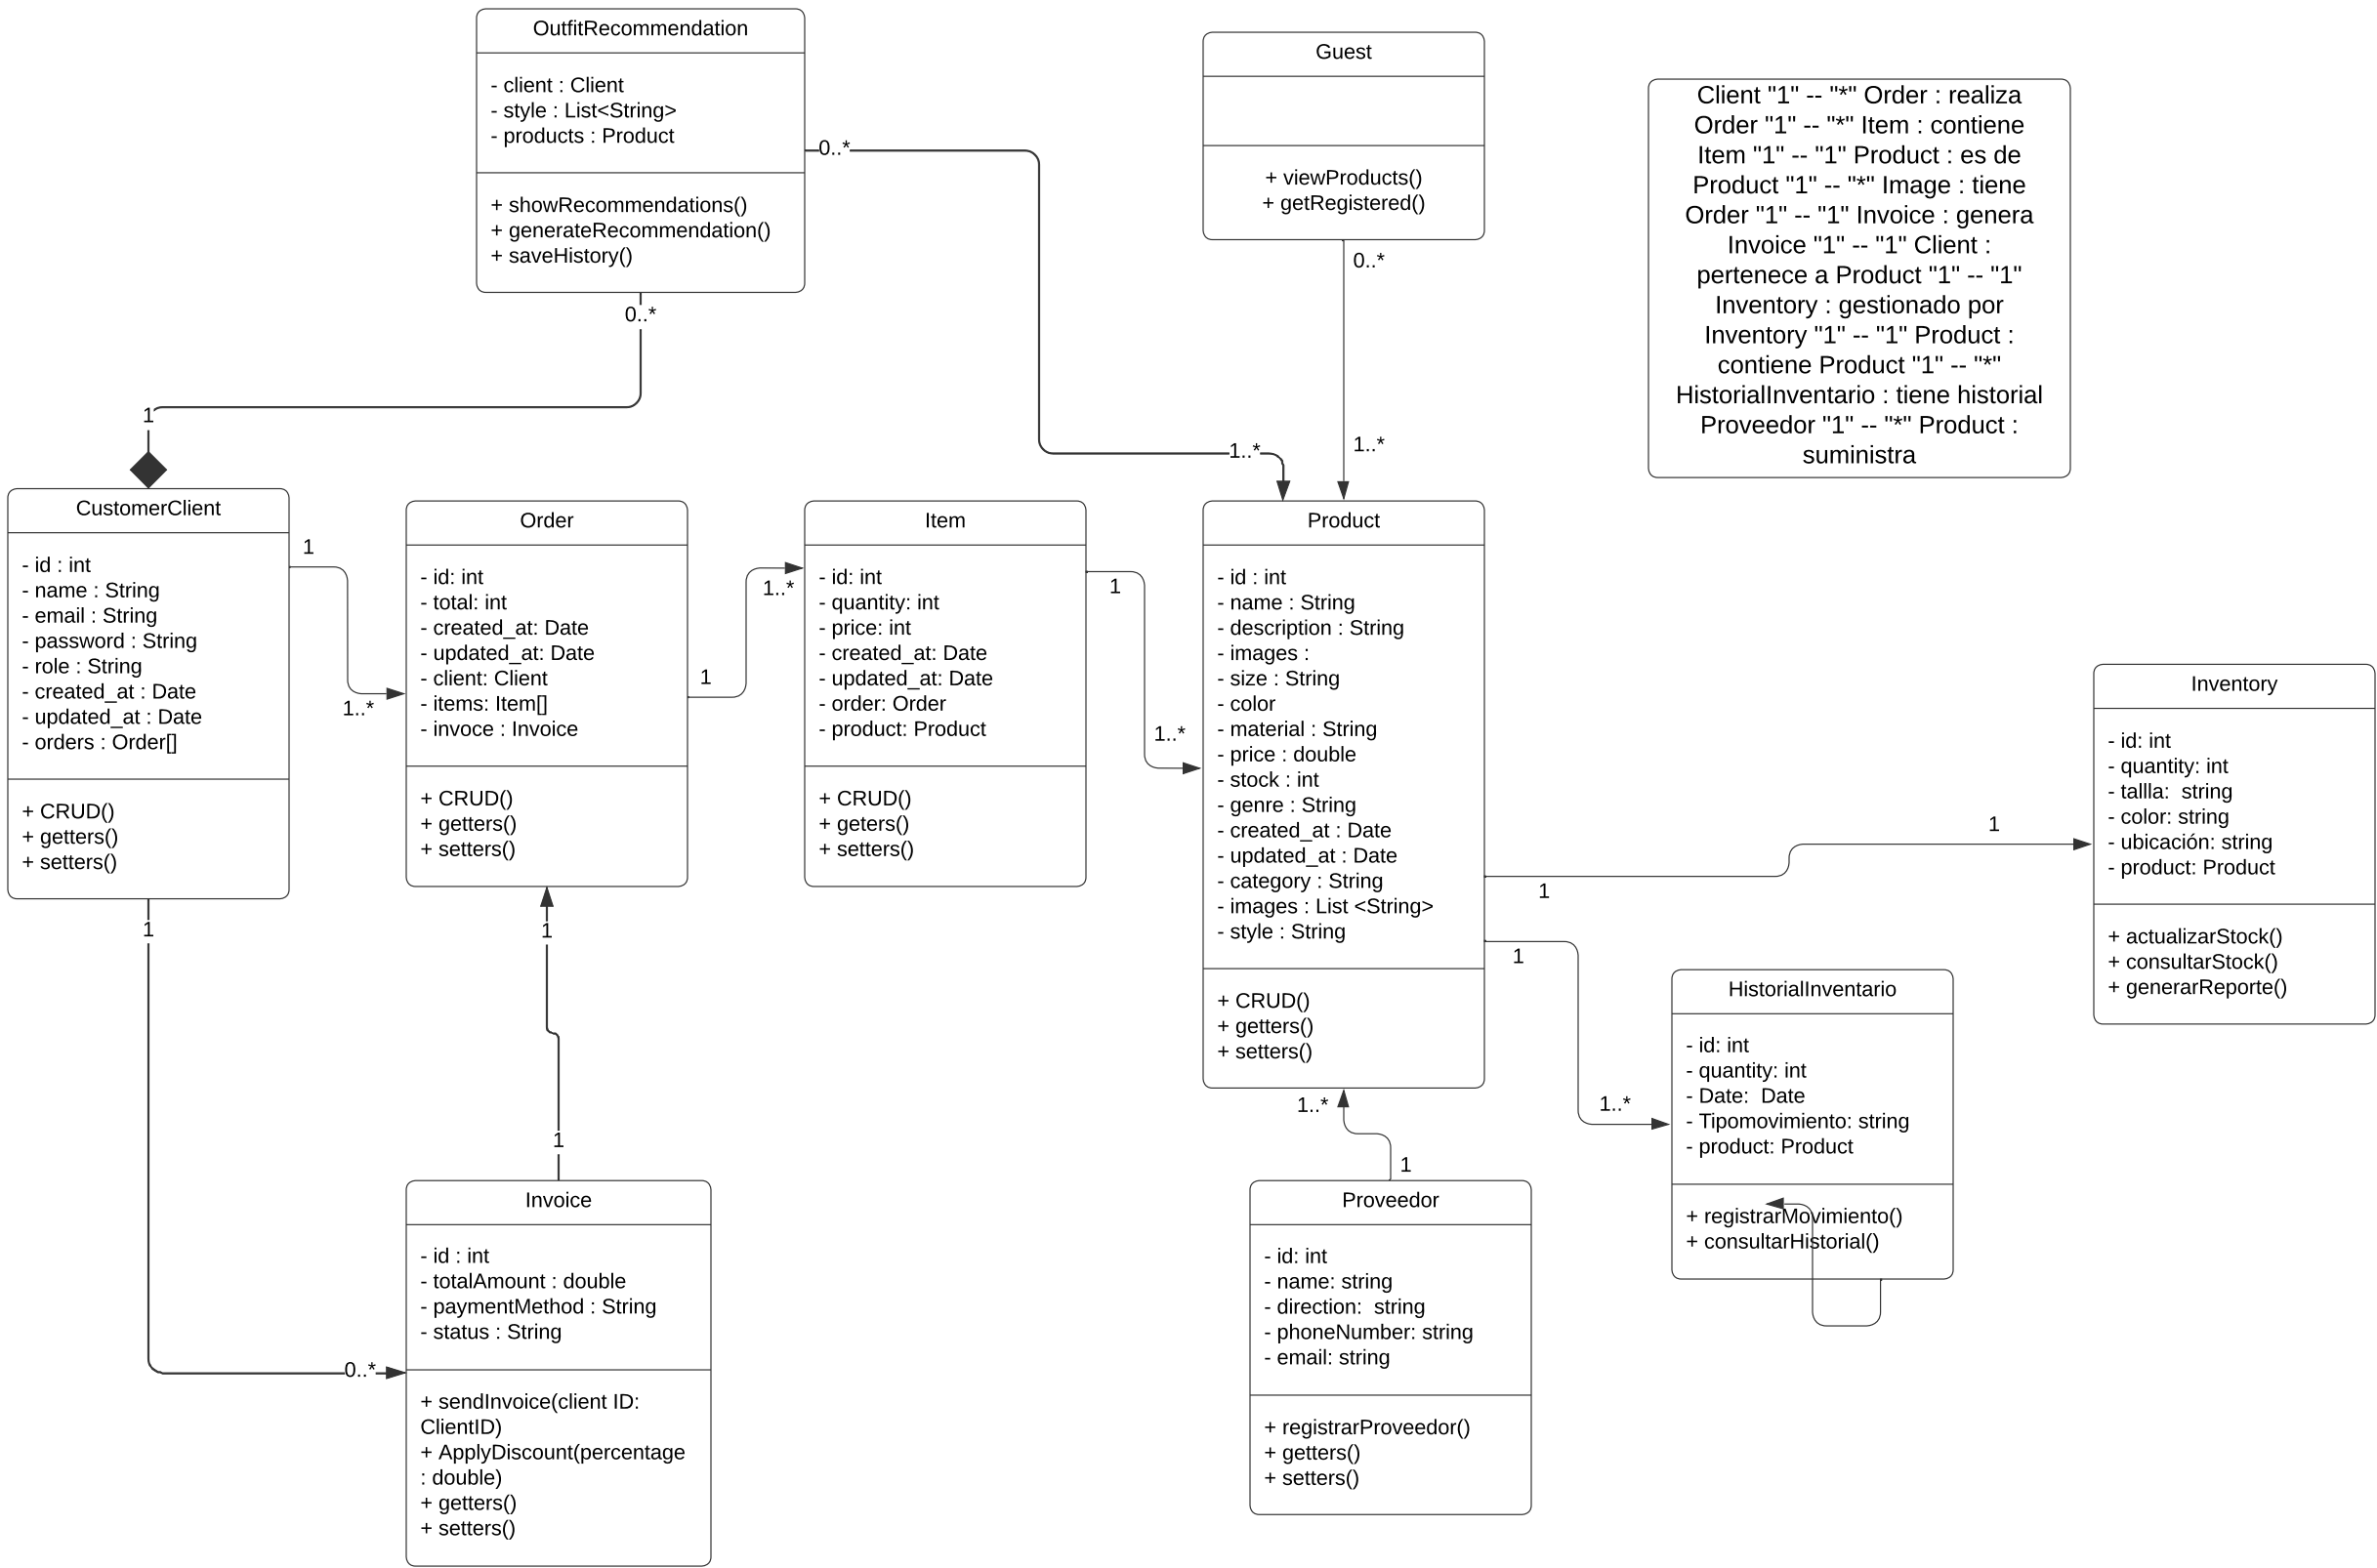 OutfitRecommendation
- client : Client
- style : List<String>
- products : Product
+ showRecommendations()
+ generateRecommendation()
+ saveHistory()
0..*
0..*
1
1..*
Guest
+ viewProducts()
+ getRegistered()
0..*
1..*
Client "1" -- "*" Order : realiza
Order "1" -- "*" Item : contiene
Item "1" -- "1" Product : es de
Product "1" -- "*" Image : tiene
Order "1" -- "1" Invoice : genera
Invoice "1" -- "1" Client :
pertenece a Product "1" -- "1"
Inventory : gestionado por
Inventory "1" -- "1" Product :
contiene Product "1" -- "*"
HistorialInventario : tiene historial
Proveedor "1" -- "*" Product :
suministra
CustomerClient
- id : int
- name : String
- email : String
- password : String
- role : String
- created_at : Date
- updated_at : Date
- orders : Order[]
+ CRUD()
+ getters()
+ setters()
1
1..*
1
0..*
Order
- id: int
- total: int
- created_at: Date
- updated_at: Date
- client: Client
- items: Item[]
- invoce : Invoice
+ CRUD()
+ getters()
+ setters()
1
1..*
1
1
Item
- id: int
- quantity: int
- price: int
- created_at: Date
- updated_at: Date
- order: Order
- product: Product
+ CRUD()
+ geters()
+ setters()
1
1..*
Product
- id : int
- name : String
- description : String
- images :
- size : String
- color
- material : String
- price : double
- stock : int
- genre : String
- created_at : Date
- updated_at : Date
- category : String
- images : List <String>
- style : String
+ CRUD()
+ getters()
+ setters()
1
1
1
1..*
1..*
1
Inventory
- id: int
- quantity: int
- tallla:  string
- color: string
- ubicación: string
- product: Product
+ actualizarStock()
+ consultarStock()
+ generarReporte()
HistorialInventario
- id: int
- quantity: int
- Date:  Date
- Tipomovimiento: string
- product: Product
+ registrarMovimiento()
+ consultarHistorial()
Invoice
- id : int
- totalAmount : double
- paymentMethod : String
- status : String
+ sendInvoice(client ID:
ClientID)
+ ApplyDiscount(percentage
: double)
+ getters()
+ setters()
Proveedor
- id: int
- name: string
- direction:  string
- phoneNumber: string
- email: string
+ registrarProveedor()
+ getters()
+ setters()